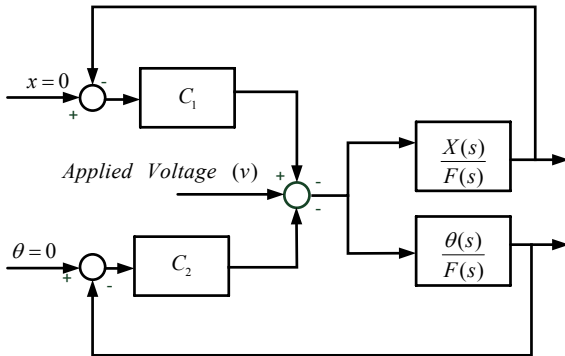 x = 0
-
+
C₁
Applied Voltage (v)
+
-
-
X(s)
F(s)
θ = 0
+
-
C₂
θ(s)
F(s)